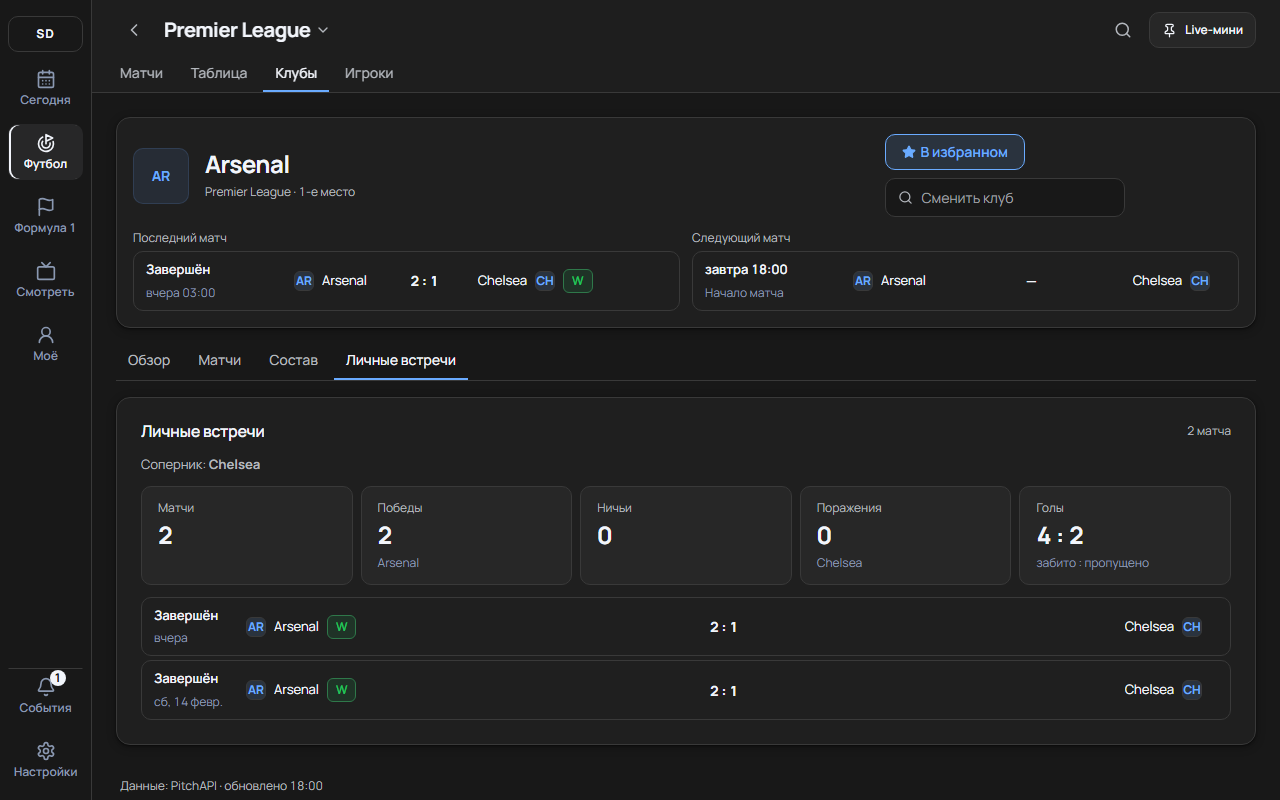 SD
Сегодня
Футбол
Формула 1
Смотреть
Моё
1
События
Настройки
Premier League
Live-мини
Матчи
Таблица
Клубы
Игроки
AR
Arsenal
Premier League · 1-е место
В избранном
Сменить клуб
Последний матч
Завершён
вчера 03:00
AR Arsenal 2 : 1 Chelsea CH W
Следующий матч
завтра 18:00
Начало матча
AR Arsenal – Chelsea CH
Обзор
Матчи
Состав
Личные встречи
Личные встречи
2 матча
Соперник: Chelsea
Матчи
2
Победы
2
Arsenal
Ничьи
0
Поражения
0
Chelsea
Голы
4 : 2
забито : пропущено
Завершён
вчера
AR Arsenal W 2 : 1 Chelsea CH
Завершён
сб, 14 февр.
AR Arsenal W 2 : 1 Chelsea CH
Данные: PitchAPI · обновлено 18:00